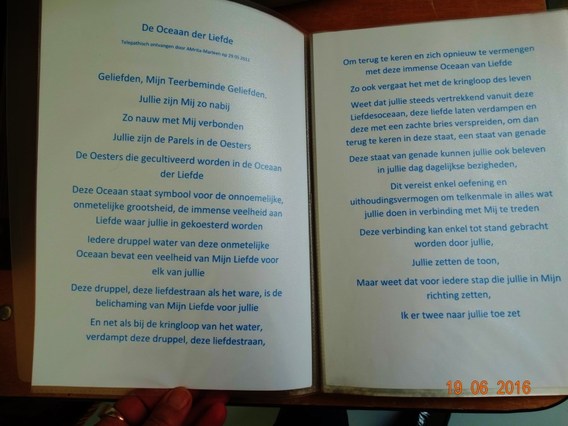 De Oceaan der Liefde
Telepathisch ontvangen door
Geliefden, Mijn Teerbeminde Geliefden,
Jullie zijn Mij zo nabij
Zo nauw met Mij verbonden
Jullie zijn de Parels in de Oesters
De Oesters die gecultiveerd worden in de Oceaan
der Liefde
Deze Oceaan staat symbool voor de onnoemelijke,
onmetelijke grootsheid, de immense veelheid aan
Liefde waar jullie in gekoesterd worden
Iedere druppel water van deze onmetelijke
Oceaan bevat een veelheid van Mijn Liefde voor
elk van jullie
Deze druppel, deze liefdestraan als het ware, is de
belichaming van Mijn Liefde voor jullie
En net als bij de kringloop van het water,
verdampt deze druppel, deze liefdestraan,
Om terug te keren en zich opnieuw te vermengen
met deze immense Oceaan van Liefde
Zo ook vergaat het met de kringloop des leven
Weet dat jullie steeds vertrekkend vanuit deze
Liefdesoceaan, deze liefde laten verdampen en
deze met een zachte bries verspreiden, om dan
terug te keren in deze staat, een staat van genade
Deze staat van genade kunnen jullie ook beleven
in jullie dag dagelijkse bezigheden,
Dit vereist enkel oefening en
uithoudingsvermogen om telkenmale in alles wat
jullie doen in verbinding met Mij te treden
Deze verbinding kan enkel tot stand gebracht
worden door jullie,
Jullie zetten de toon,
Maar weet dat voor iedere stap die jullie in Mijn
richting zetten,
Ik er twee naar jullie toe zet
19 06 2016